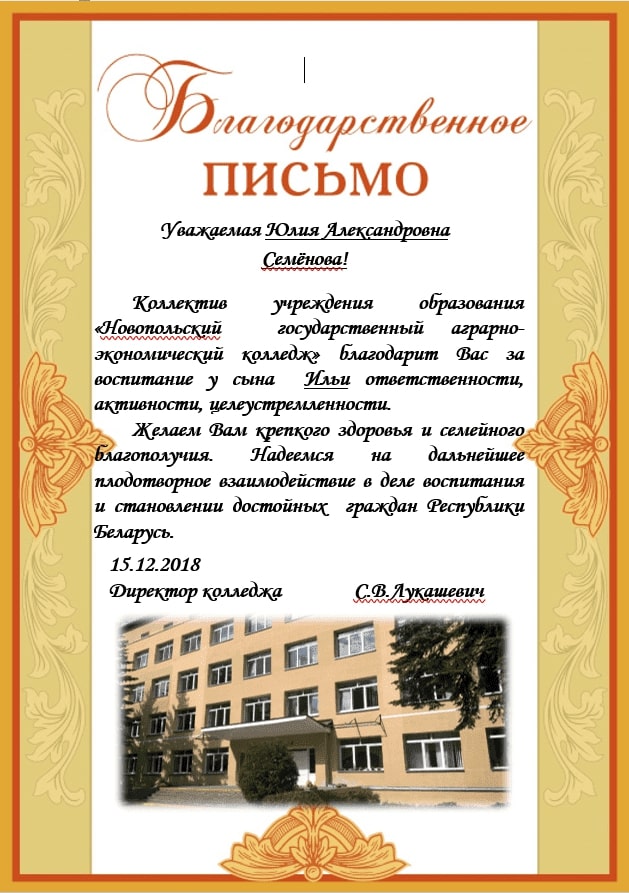 Благодарственное
ПИСЬМО
Уважаемая Юлия Александровна
Семёнова!
Коллектив учреждения образования
«Новопольский государственный аграрно-
экономический колледж» благодарит Вас за
воспитание у сына Ильи ответственности,
активности, целеустремленности.
Желаем Вам крепкого здоровья и семейного
благополучия. Надеемся на дальнейшее
плодотворное взаимодействие в деле воспитания
и становлении достойных граждан Республики
Беларусь.
15.12.2018
Директор колледжа С.В.Лукашевич